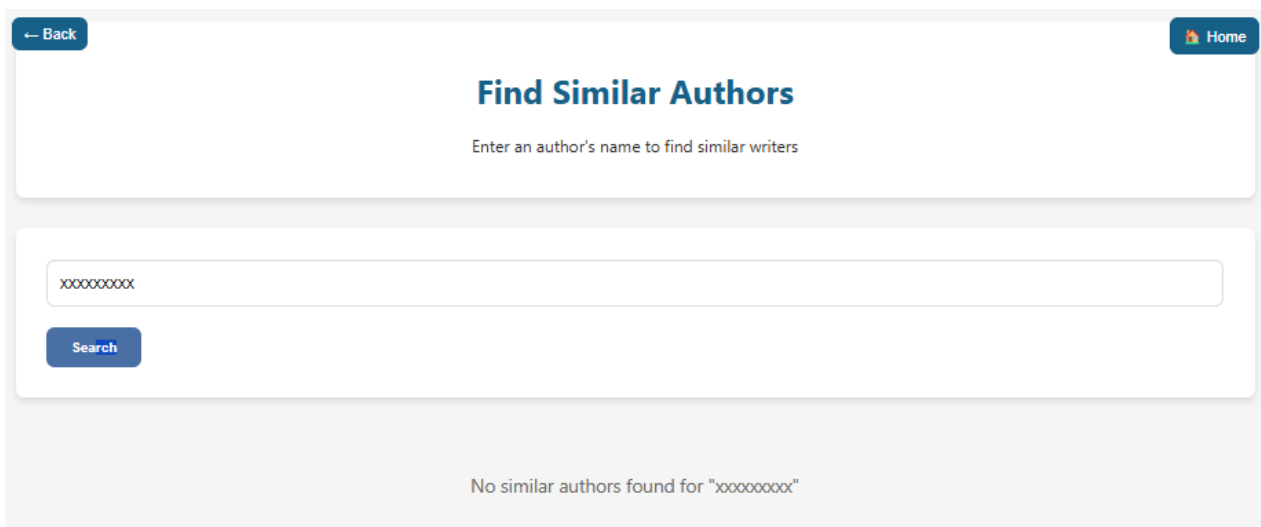 ← Back
🏠 Home
Find Similar Authors
Enter an author's name to find similar writers
xxxxxxxxx
Search
No similar authors found for "xxxxxxxxx"